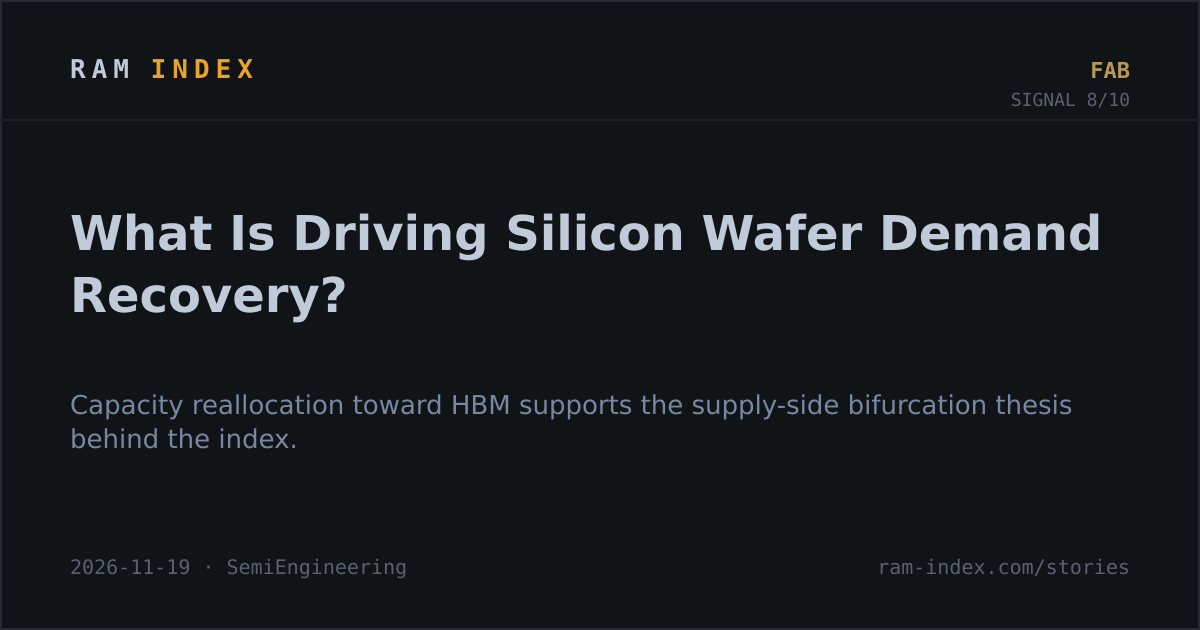 RAM INDEX
FAB
SIGNAL 8/10
What Is Driving Silicon Wafer Demand
Recovery?
Capacity reallocation toward HBM supports the supply-side bifurcation thesis
behind the index.
2026-11-19 · SemiEngineering
ram-index.com/stories